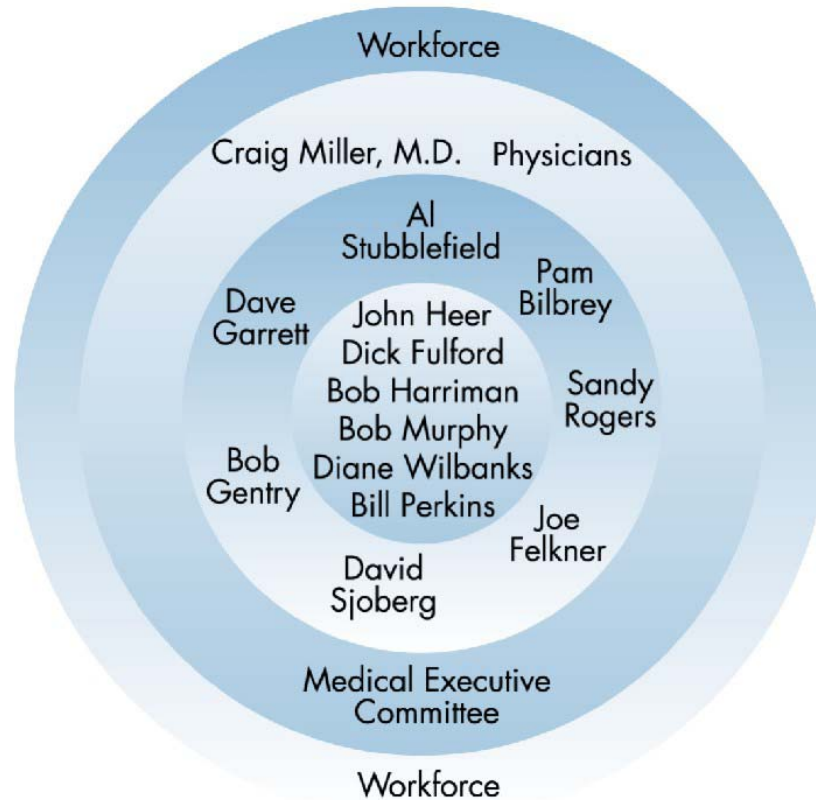 Workforce
Craig Miller, M.D. Physicians
Al
Stubblefield
Pam
Bilbrey
Dave
Garrett
John Heer
Dick Fulford
Bob Harriman
Bob Murphy
Diane Wilbanks
Bill Perkins
Sandy
Rogers
Bob
Gentry
Joe
Felkner
David
Sjoberg
Medical Executive
Committee
Workforce